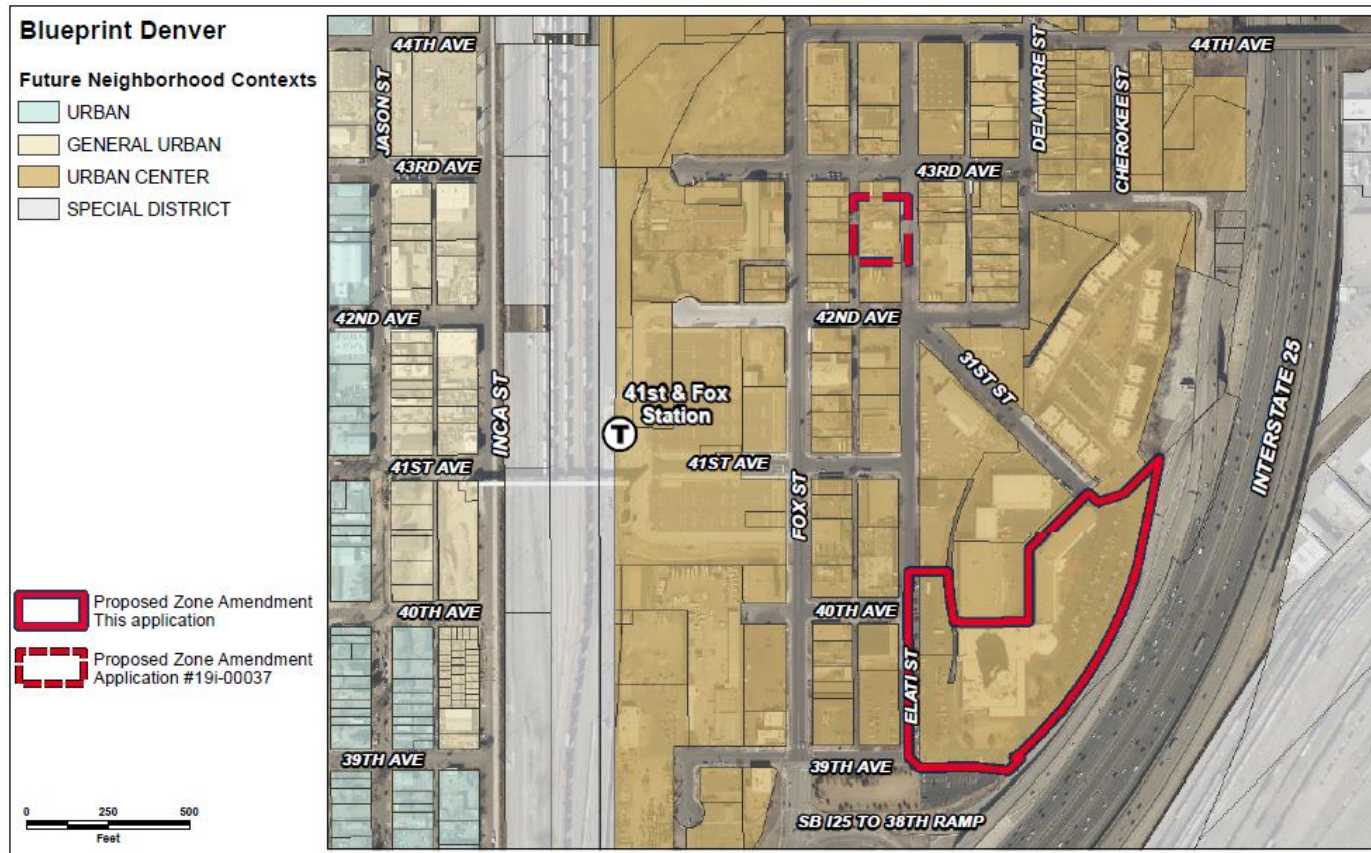 Blueprint Denver
Future Neighborhood Contexts
URBAN
GENERAL URBAN
URBAN CENTER
SPECIAL DISTRICT
Proposed Zone Amendment
This application
Proposed Zone Amendment
Application #19i-00037
0 250 500
Feet
44TH AVE
44TH AVE
JASON ST
DELAWARE ST
CHEROKEE ST
43RD AVE
43RD AVE
42ND AVE
42ND AVE
31ST ST
INTERSTATE 25
INCA ST
41st & Fox
Station
T
41ST AVE
41ST AVE
FOX ST
40TH AVE
40TH AVE
ELATI ST
39TH AVE
39TH AVE
SB I25 TO 38TH RAMP